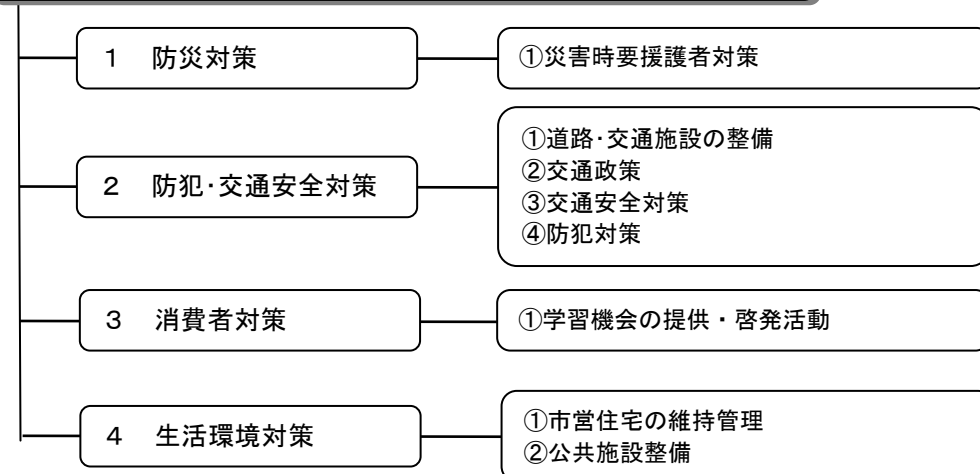 １　防災対策
①災害時要援護者対策
２　防犯･交通安全対策
①道路･交通施設の整備
②交通政策
③交通安全対策
④防犯対策
３　消費者対策
①学習機会の提供・啓発活動
４　生活環境対策
①市営住宅の維持管理
②公共施設整備